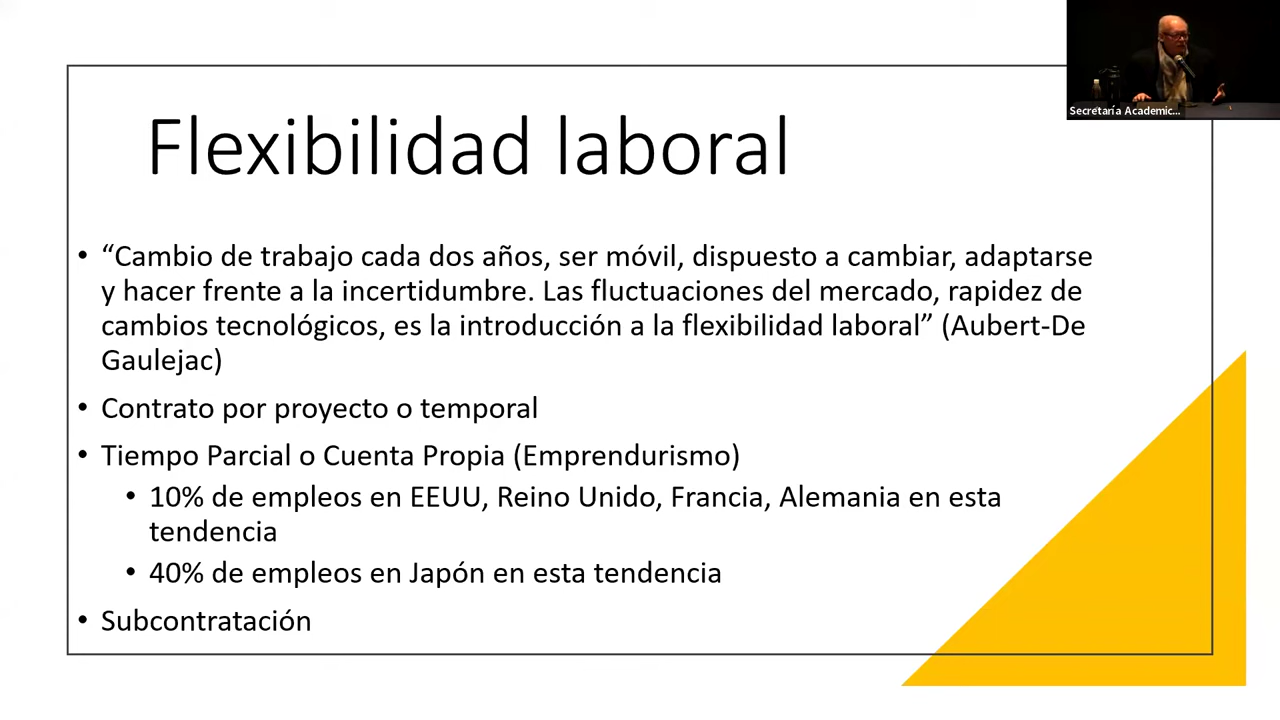 Secretaría Academic...
Flexibilidad laboral
• “Cambio de trabajo cada dos años, ser móvil, dispuesto a cambiar, adaptarse
y hacer frente a la incertidumbre. Las fluctuaciones del mercado, rapidez de
cambios tecnológicos, es la introducción a la flexibilidad laboral” (Aubert-De
Gaulejac)
• Contrato por proyecto o temporal
• Tiempo Parcial o Cuenta Propia (Emprendurismo)
• 10% de empleos en EEUU, Reino Unido, Francia, Alemania en esta
tendencia
• 40% de empleos en Japón en esta tendencia
• Subcontratación